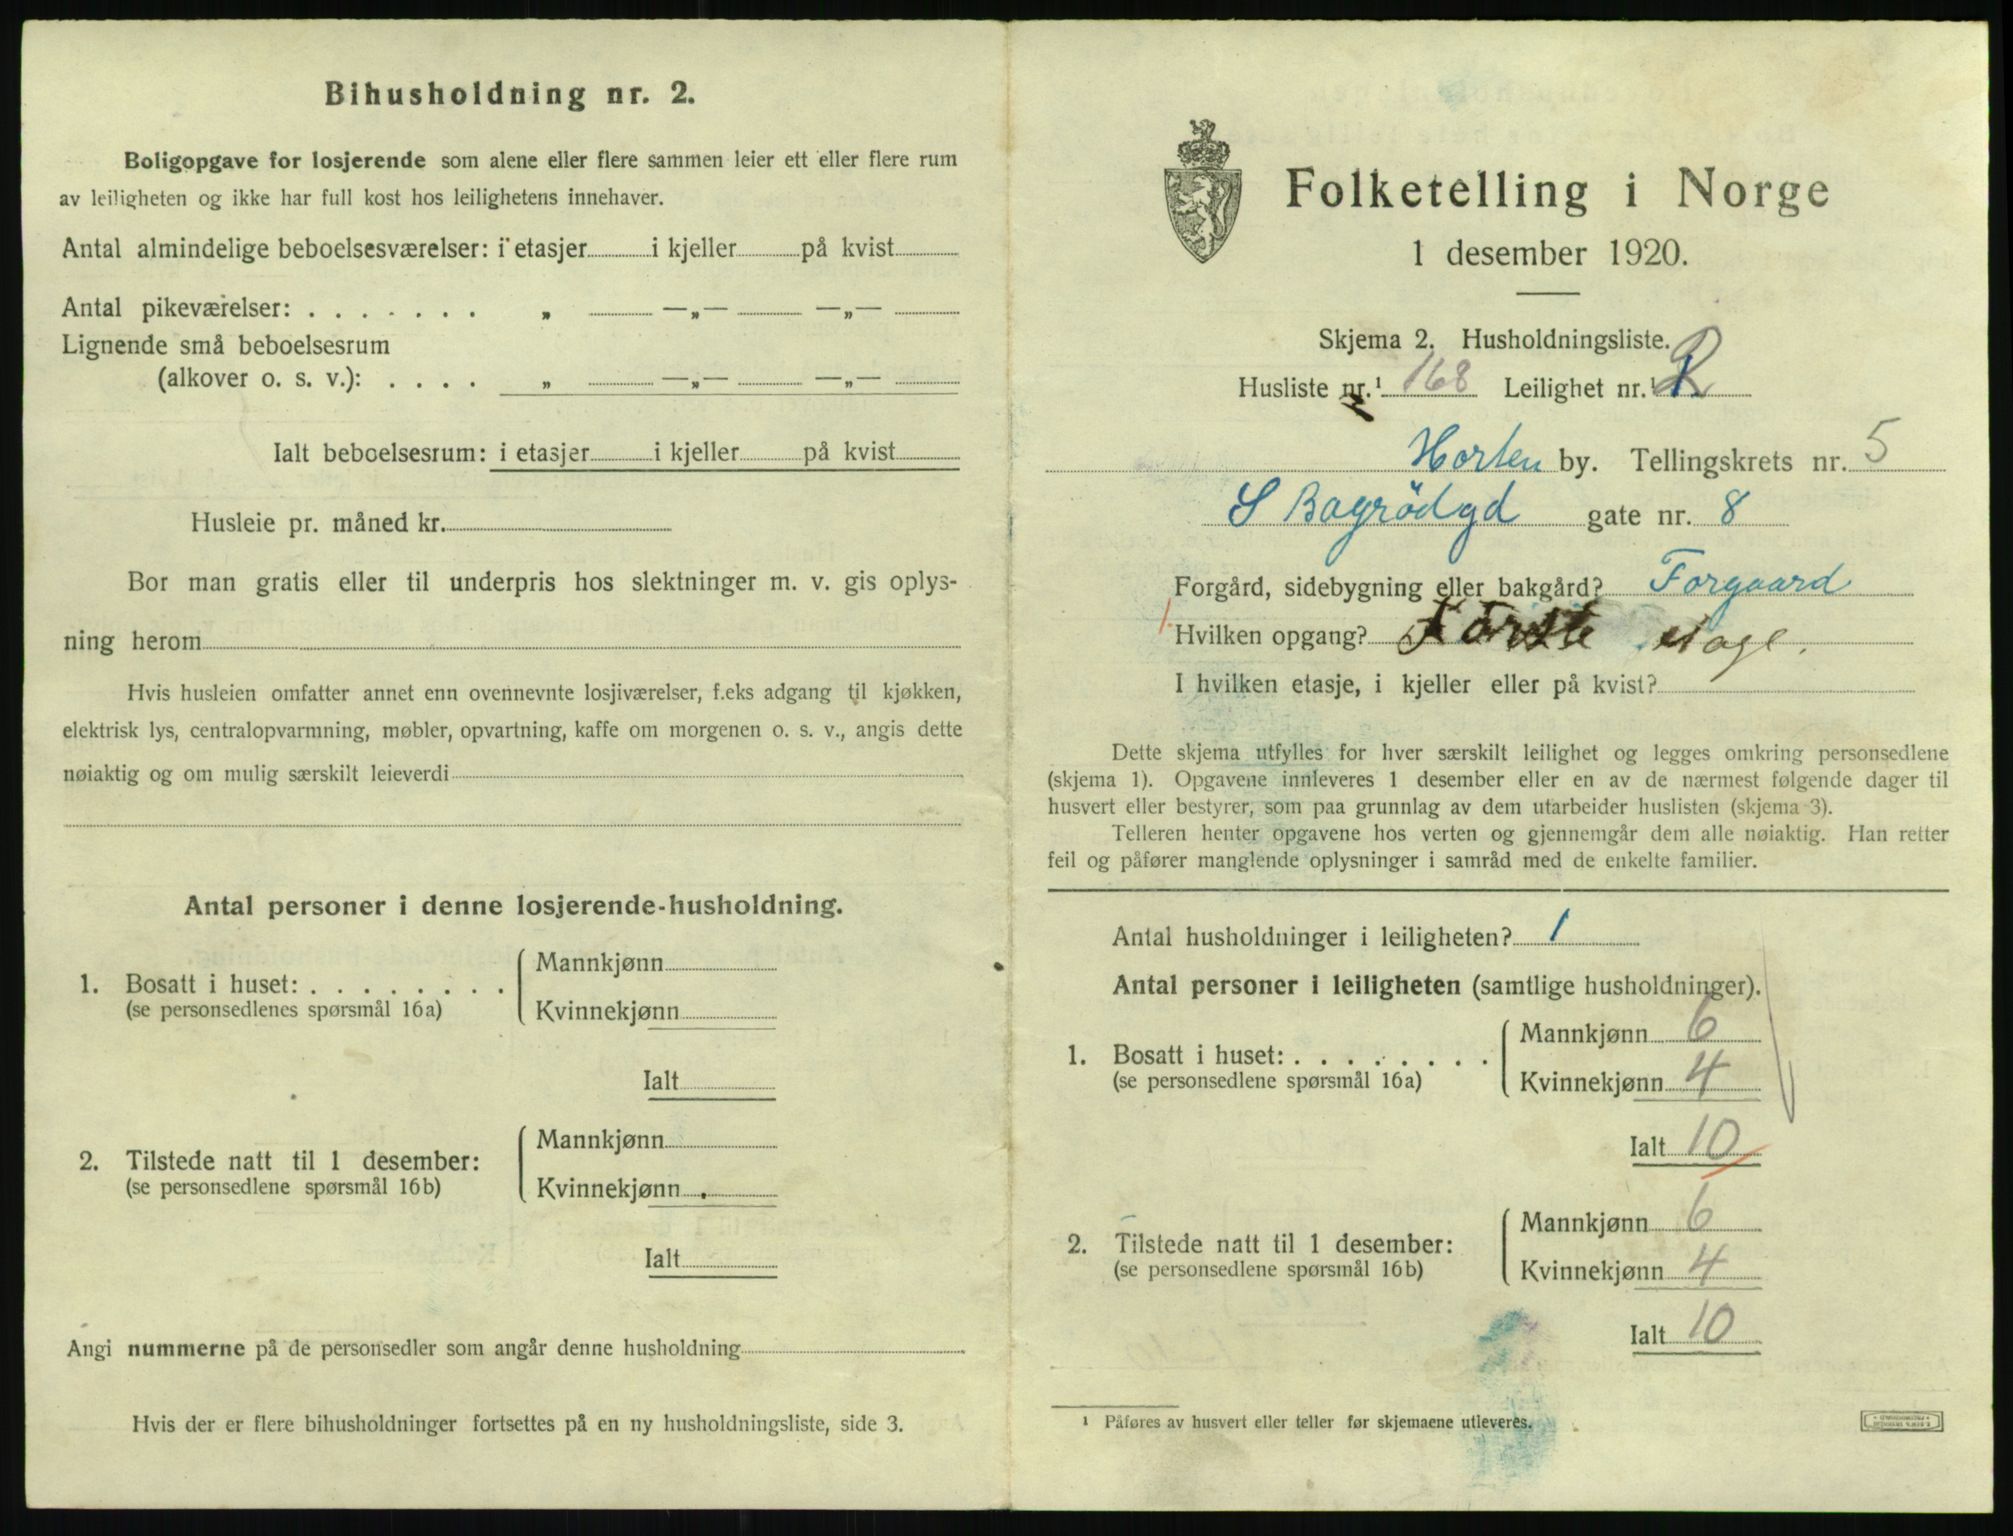 Bihusholdning nr. 2.
Boligopgave for losjerende som alene eller flere sammen leier ett eller flere rum
av leiligheten og ikke har full kost hos leilighetens innehaver.
Antal almindelige beboelsesværelser: i etasjer i kjeller på kvist
Antal pikeværelser: . . . . . . . „ —„— —„—
Lignende små beboelsesrum
(alkover o. s. v.): . . . . „ —„— —„—
Ialt beboelsesrum: i etasjer i kjeller på kvist
Husleie pr. måned kr.
Bor man gratis eller til underpris hos slektninger m. v. gis oplys-
ning herom
Hvis husleien omfatter annet enn ovennevnte losjiværelser, f.eks adgang til kjøkken,
elektrisk lys, centralopvarmning, møbler, opvartning, kaffe om morgenen o. s. v., angis dette
nøiaktig og om mulig særskilt leieverdi
Antal personer i denne losjerende-husholdning.
1. Bosatt i huset: . . . . . . . . Mannkjønn
(se personsedlenes spørsmål 16a) Kvinnekjønn
Ialt
2. Tilstede natt til 1 desember: Mannkjønn
(se personsedlene spørsmål 16b) Kvinnekjønn
Ialt
Angi nummerne på de personsedler som angår denne husholdning
Hvis der er flere bihusholdninger fortsettes på en ny husholdningsliste, side 3.
Folketelling i Norge
1 desember 1920.
Skjema 2. Husholdningsliste.
Husliste nr.¹ 168 Leilighet nr.¹
Horten by. Tellingskrets nr. 5
S Bagrödgd gate nr. 8
Forgård, sidebygning eller bakgård? Forgaard
Hvilken opgang? Förste etage.
I hvilken etasje, i kjeller eller på kvist?
Dette skjema utfylles for hver særskilt leilighet og legges omkring personsedlene
(skjema 1). Opgavene innleveres 1 desember eller en av de nærmest følgende dager til
husvert eller bestyrer, som paa grunnlag av dem utarbeider huslisten (skjema 3).
Telleren henter opgavene hos verten og gjennemgår dem alle nøiaktig. Han retter
feil og påfører manglende oplysninger i samråd med de enkelte familier.
Antal husholdninger i leiligheten? 1
Antal personer i leiligheten (samtlige husholdninger).
1. Bosatt i huset: . . . . . . . . Mannkjønn 6
(se personsedlene spørsmål 16a) Kvinnekjønn 4
Ialt 10
2. Tilstede natt til 1 desember: Mannkjønn 6
(se personsedlene spørsmål 16b) Kvinnekjønn 4
Ialt 10
¹ Påføres av husvert eller teller før skjemaene utleveres.